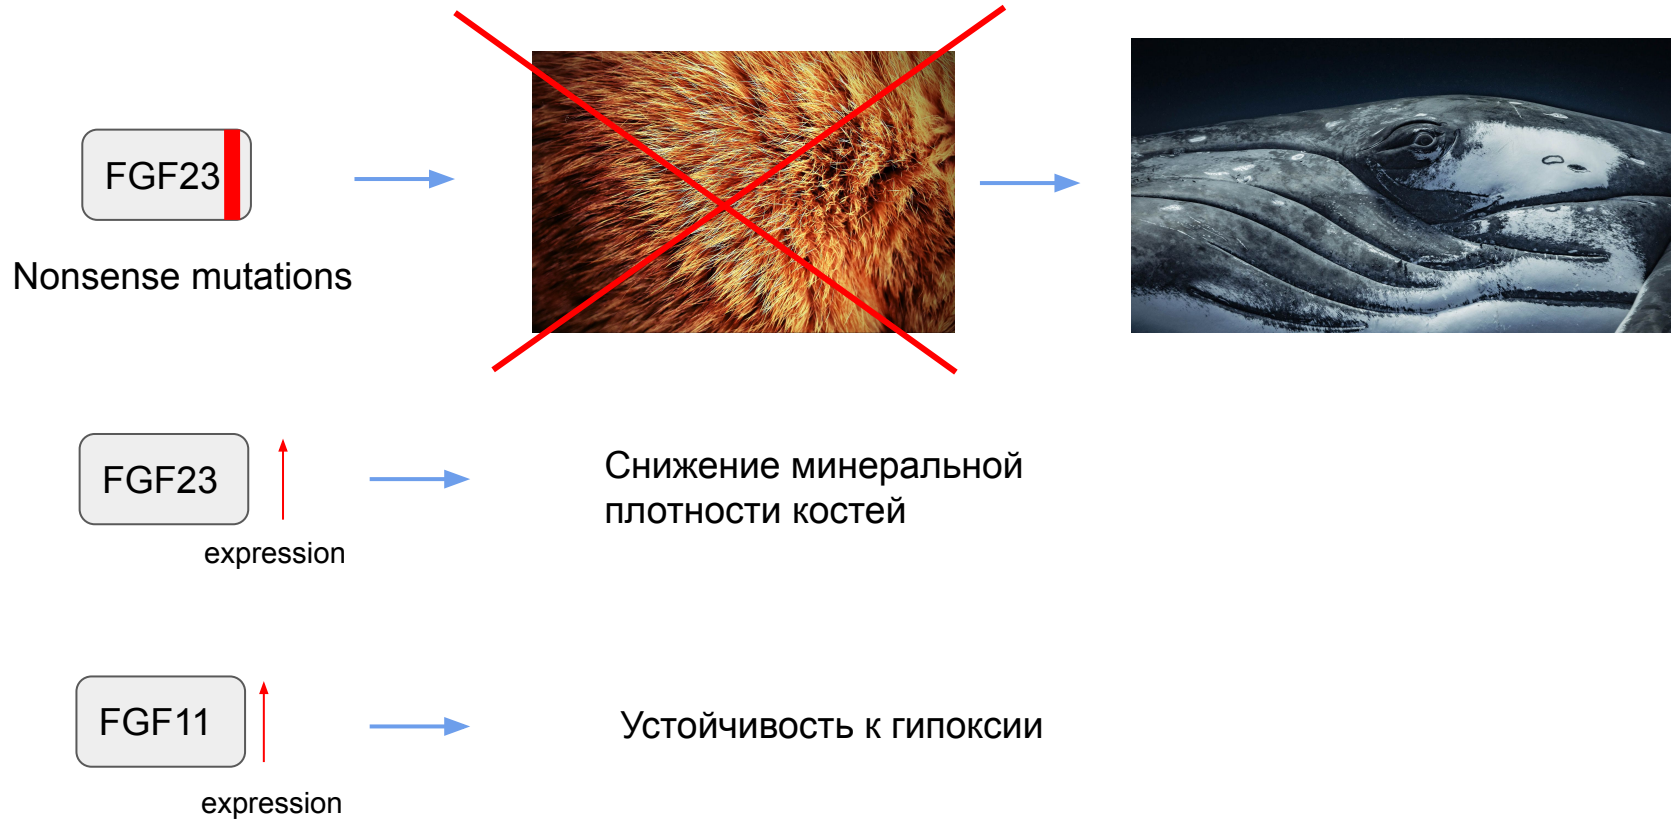 FGF23
Nonsense mutations
FGF23
expression
Снижение минеральной
плотности костей
FGF11
expression
Устойчивость к гипоксии